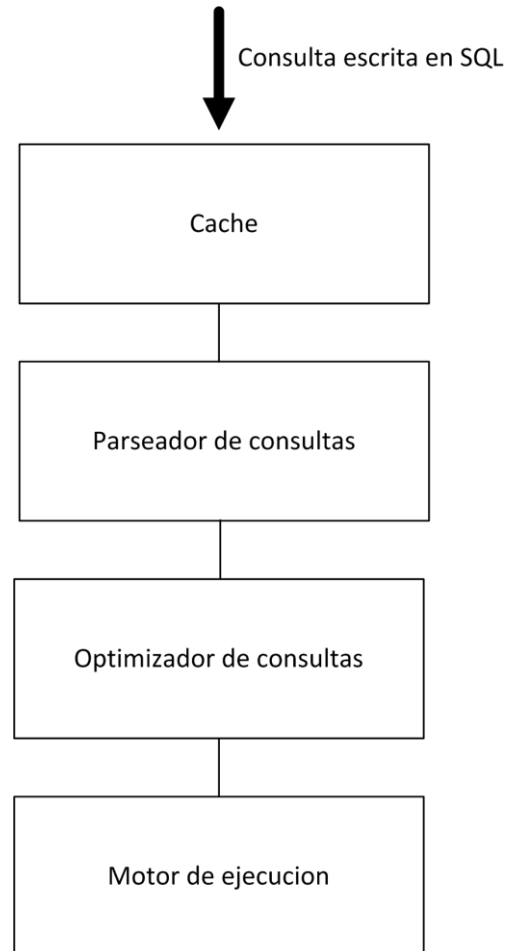 Consulta escrita en SQL
Cache
Parseador de consultas
Optimizador de consultas
Motor de ejecucion